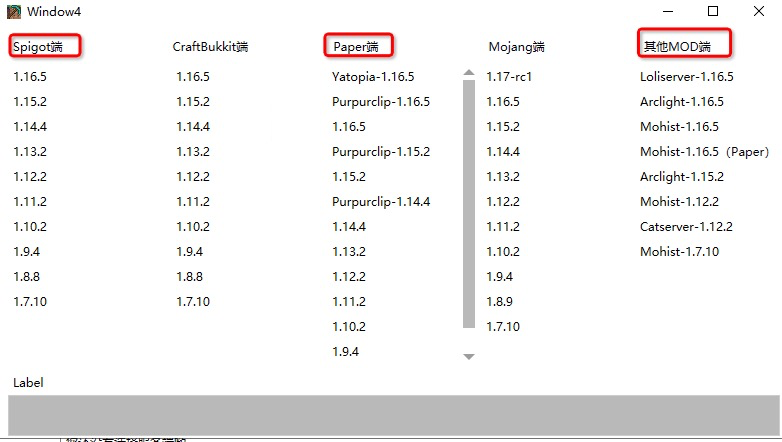 Window4
Spigot端 CraftBukkit端 Paper端 Mojang端 其他MOD端
1.16.5 1.16.5 Yatopia-1.16.5 1.17-rc1 Loliserver-1.16.5
1.15.2 1.15.2 Purpurclip-1.16.5 1.16.5 Arclight-1.16.5
1.14.4 1.14.4 1.16.5 1.15.2 Mohist-1.16.5
1.13.2 1.13.2 Purpurclip-1.15.2 1.14.4 Mohist-1.16.5（Paper）
1.12.2 1.12.2 1.15.2 1.13.2 Arclight-1.15.2
1.11.2 1.11.2 Purpurclip-1.14.4 1.12.2 Mohist-1.12.2
1.10.2 1.10.2 1.14.4 1.11.2 Catserver-1.12.2
1.9.4 1.9.4 1.13.2 1.10.2 Mohist-1.7.10
1.8.8 1.8.8 1.12.2 1.9.4
1.7.10 1.7.10 1.11.2 1.8.9
1.10.2 1.7.10
1.9.4
Label